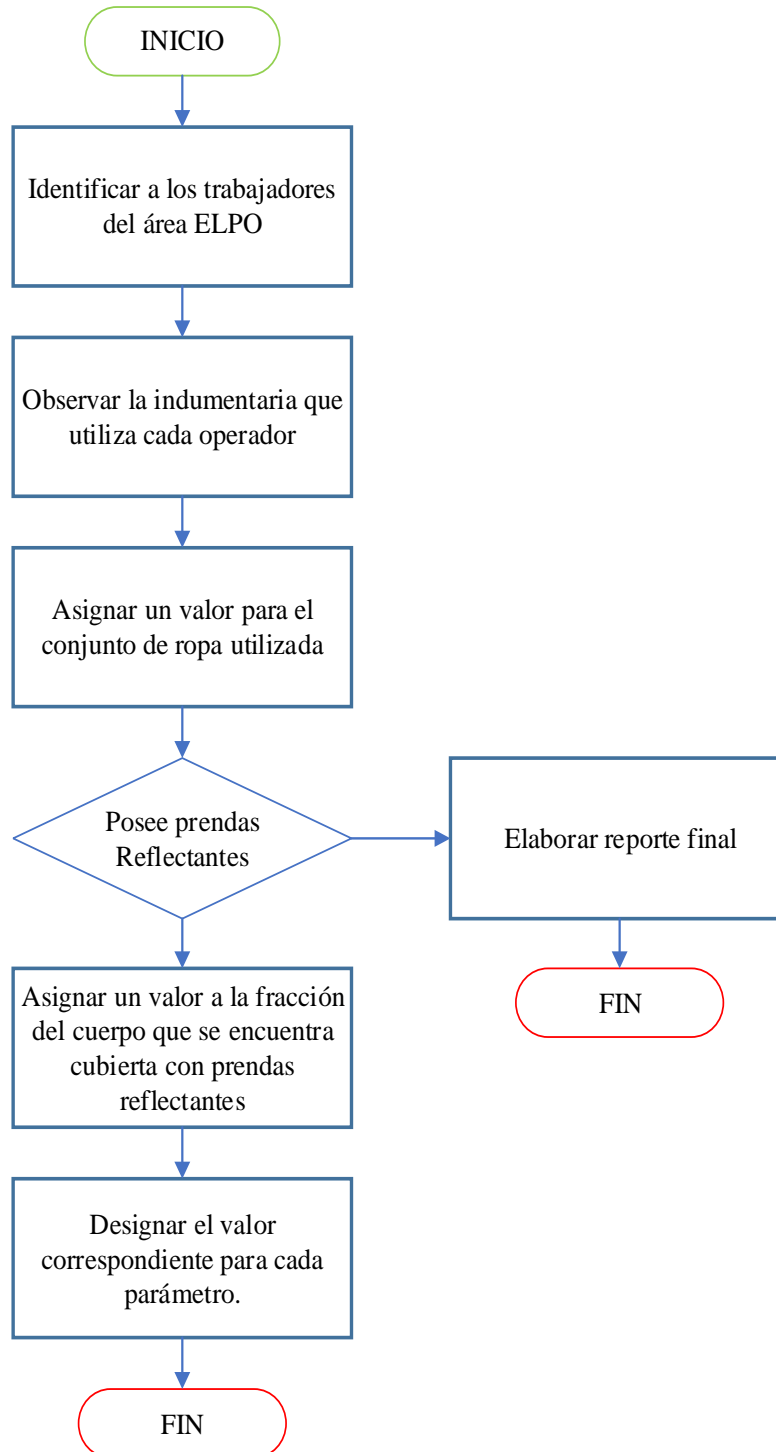 INICIO
Identificar a los trabajadores
del área ELPO
Observar la indumentaria que
utiliza cada operador
Asignar un valor para el
conjunto de ropa utilizada
Posee prendas
Reflectantes
Elaborar reporte final
Asignar un valor a la fracción
del cuerpo que se encuentra
cubierta con prendas
reflectantes
FIN
Designar el valor
correspondiente para cada
parámetro.
FIN